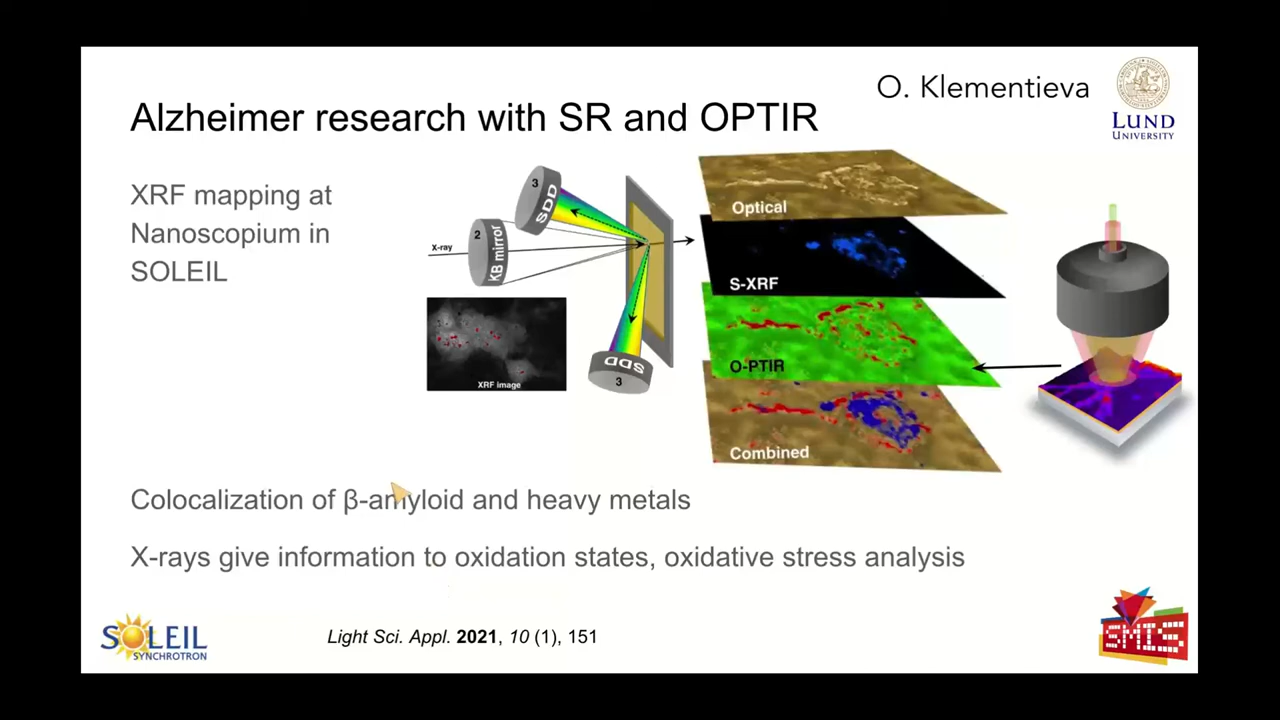 O. Klementieva
LUND
UNIVERSITY
Alzheimer research with SR and OPTIR
XRF mapping at
Nanoscopium in
SOLEIL
3
SDD
2
KB mirror
X-ray
SDD
3
XRF image
Optical
S-XRF
O-PTIR
Combined
Colocalization of β-amyloid and heavy metals
X-rays give information to oxidation states, oxidative stress analysis
SOLEIL
SYNCHROTRON
Light Sci. Appl. 2021, 10 (1), 151
SMIS